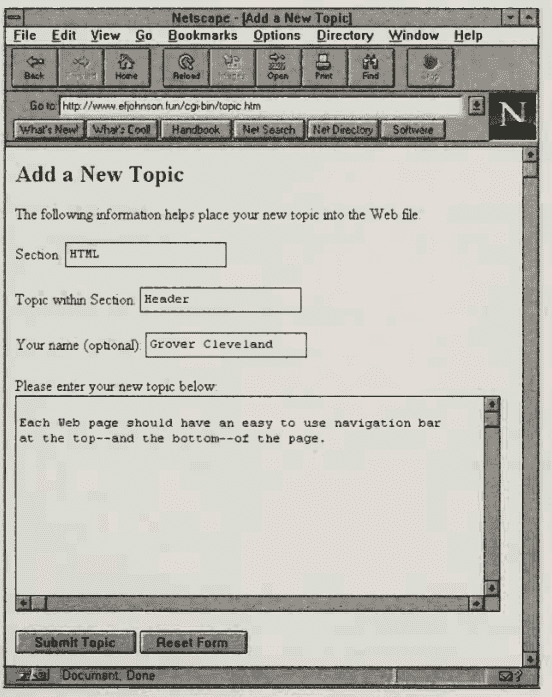 Netscape - [Add a New Topic]
File Edit View Go Bookmarks Options Directory Window Help
Back Forward Home Reload Images Open Print Find Stop
Go to: http://www.efjohnson.fun/cgi-bin/topic.htm
N
What's New! What's Cool! Handbook Net Search Net Directory Software
Add a New Topic
The following information helps place your new topic into the Web file.
Section: HTML
Topic within Section: Header
Your name (optional): Grover Cleveland
Please enter your new topic below:
Each Web page should have an easy to use navigation bar
at the top--and the bottom--of the page.
Submit Topic Reset Form
Document: Done